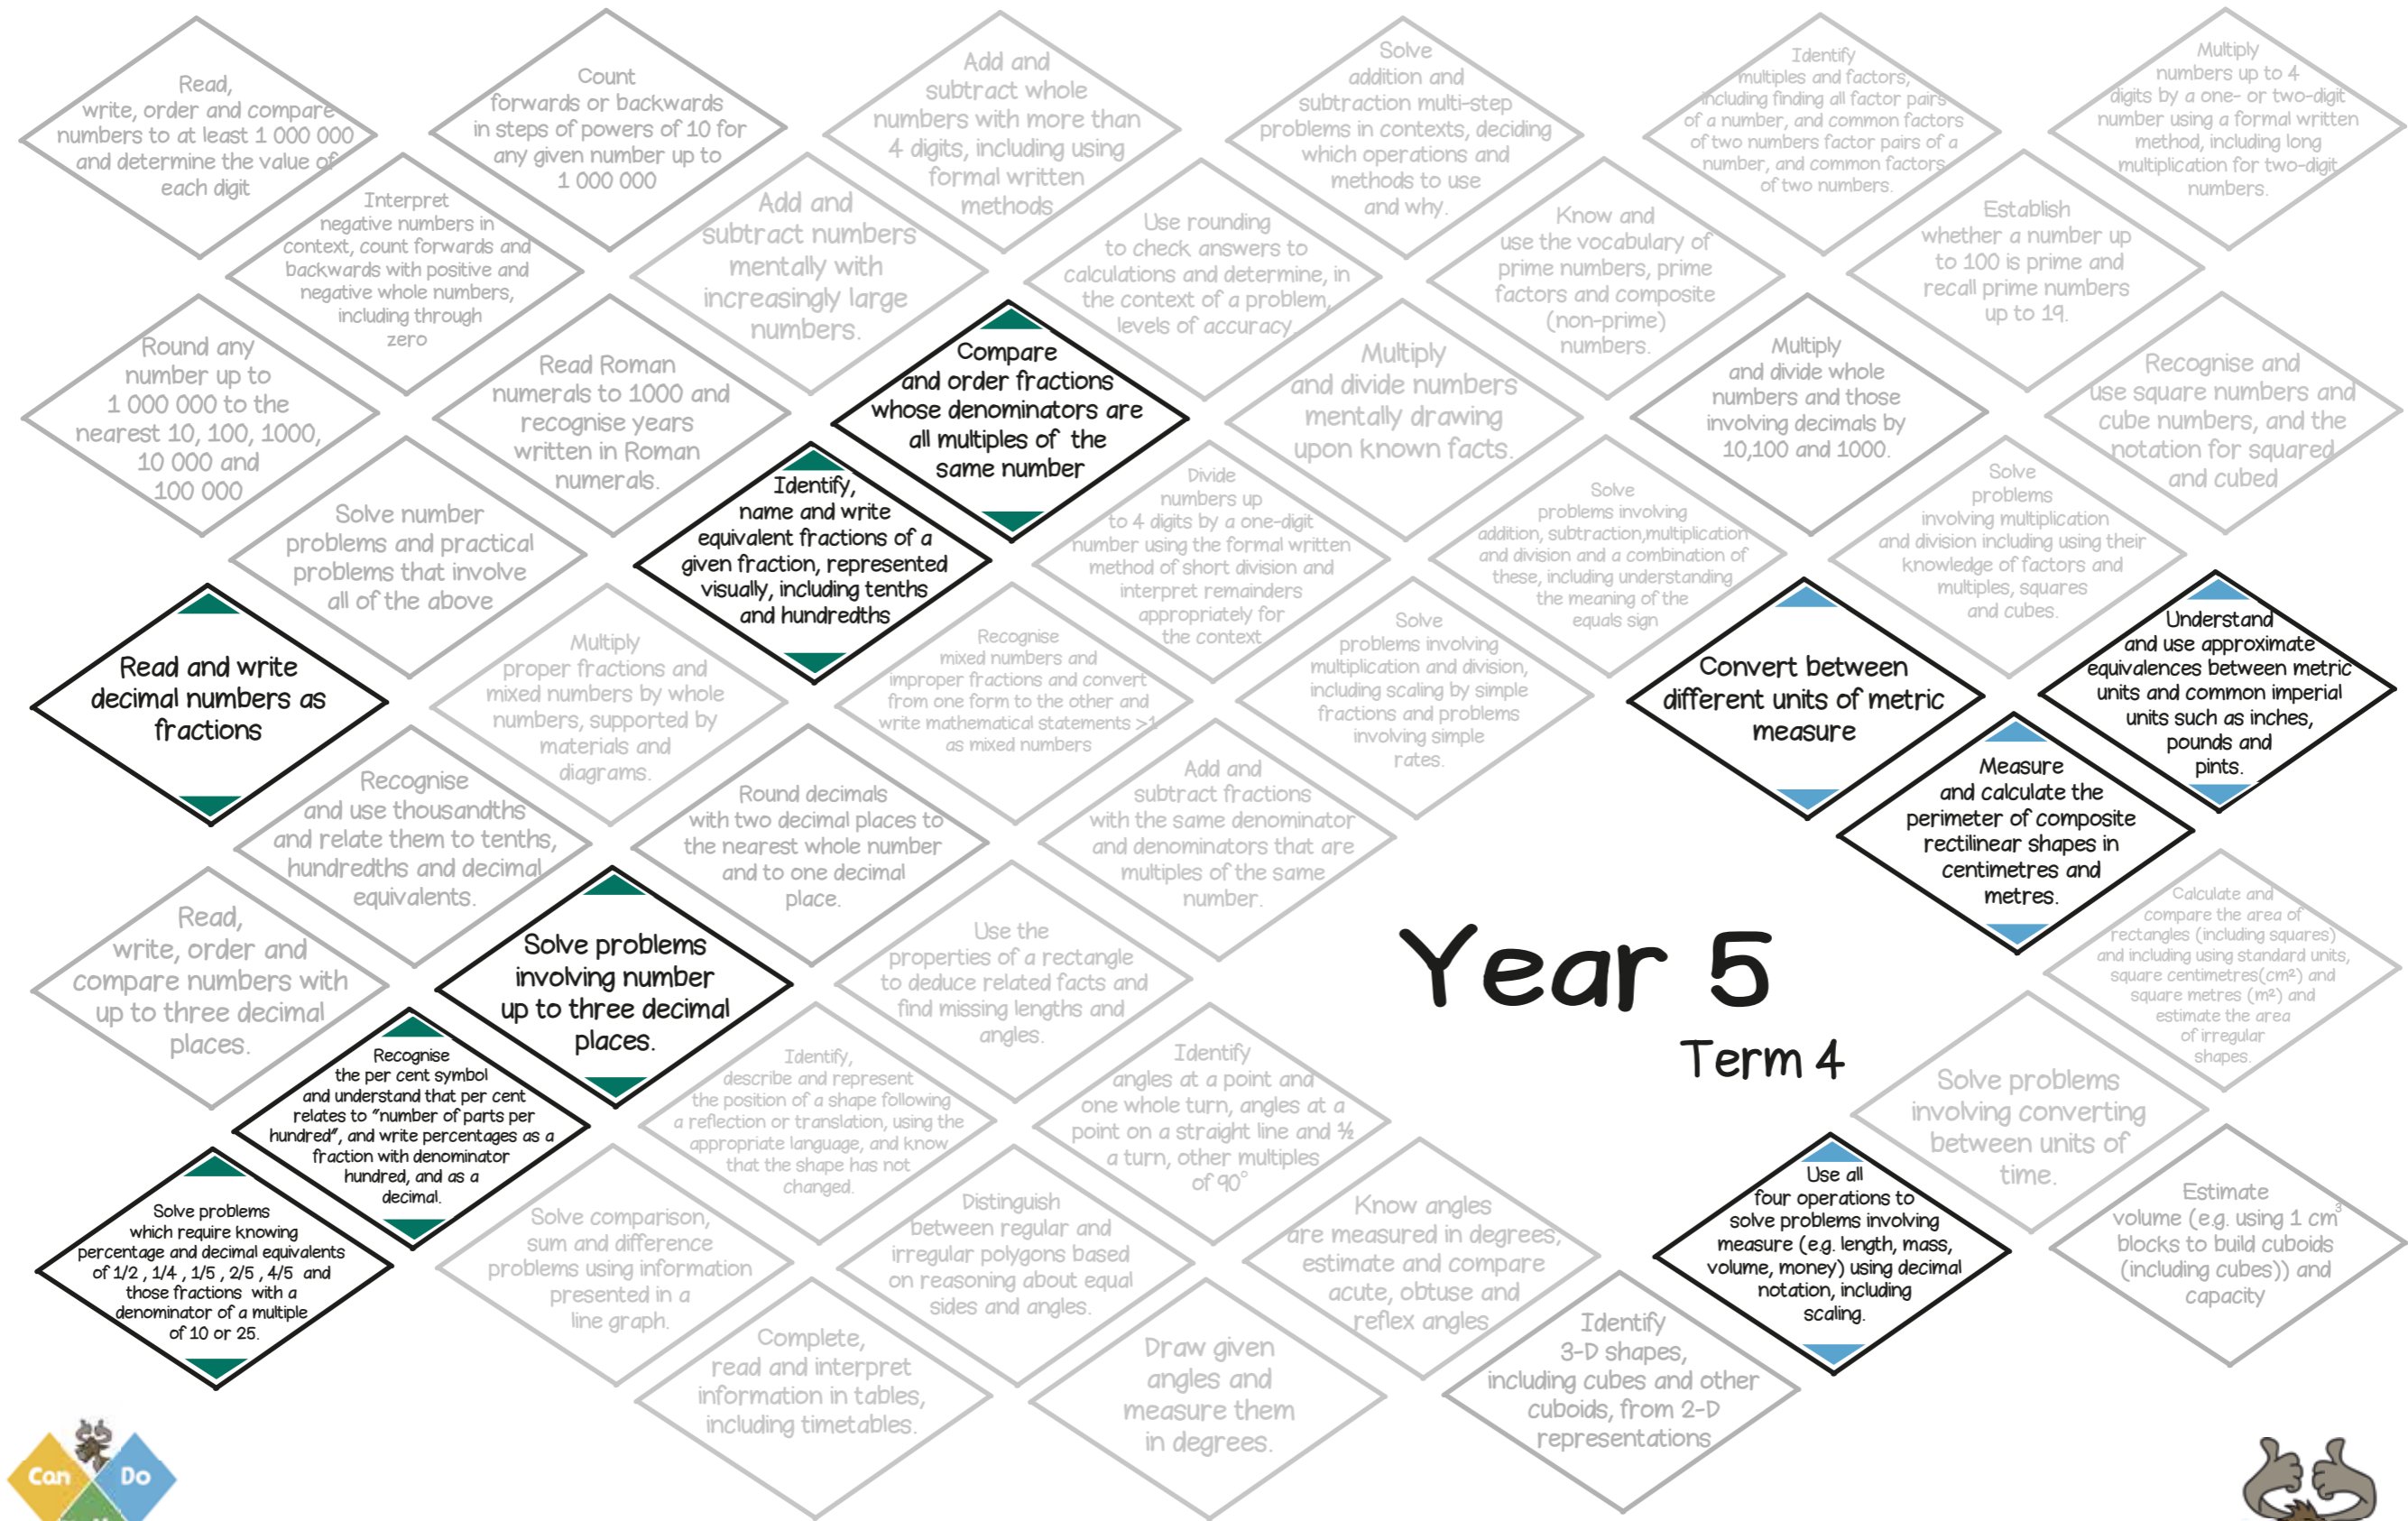 Read,
write, order and compare
numbers to at least 1 000 000
and determine the value of
each digit
Count
forwards or backwards
in steps of powers of 10 for
any given number up to
1 000 000
Add and
subtract whole
numbers with more than
4 digits, including using
formal written
methods
Solve
addition and
subtraction multi-step
problems in contexts, deciding
which operations and
methods to use
and why.
Identify
multiples and factors,
including finding all factor pairs
of a number, and common factors
of two numbers factor pairs of a
number, and common factors
of two numbers.
Multiply
numbers up to 4
digits by a one- or two-digit
number using a formal written
method, including long
multiplication for two-digit
numbers.
Interpret
negative numbers in
context, count forwards and
backwards with positive and
negative whole numbers,
including through
zero
Add and
subtract numbers
mentally with
increasingly large
numbers.
Use rounding
to check answers to
calculations and determine, in
the context of a problem,
levels of accuracy.
Know and
use the vocabulary of
prime numbers, prime
factors and composite
(non-prime)
numbers.
Establish
whether a number up
to 100 is prime and
recall prime numbers
up to 19.
Round any
number up to
1 000 000 to the
nearest 10, 100, 1000,
10 000 and
100 000
Read Roman
numerals to 1000 and
recognise years
written in Roman
numerals.
Compare
and order fractions
whose denominators are
all multiples of the
same number
Multiply
and divide numbers
mentally drawing
upon known facts.
Multiply
and divide whole
numbers and those
involving decimals by
10,100 and 1000.
Recognise and
use square numbers and
cube numbers, and the
notation for squared
and cubed
Solve number
problems and practical
problems that involve
all of the above
Identify,
name and write
equivalent fractions of a
given fraction, represented
visually, including tenths
and hundredths
Divide
numbers up
to 4 digits by a one-digit
number using the formal written
method of short division and
interpret remainders
appropriately for
the context
Solve
problems involving
addition, subtraction,multiplication
and division and a combination of
these, including understanding
the meaning of the
equals sign
Solve
problems
involving multiplication
and division including using their
knowledge of factors and
multiples, squares
and cubes.
Read and write
decimal numbers as
fractions
Multiply
proper fractions and
mixed numbers by whole
numbers, supported by
materials and
diagrams.
Recognise
mixed numbers and
improper fractions and convert
from one form to the other and
write mathematical statements >1
as mixed numbers
Solve
problems involving
multiplication and division,
including scaling by simple
fractions and problems
involving simple
rates.
Convert between
different units of metric
measure
Understand
and use approximate
equivalences between metric
units and common imperial
units such as inches,
pounds and
pints.
Recognise
and use thousandths
and relate them to tenths,
hundredths and decimal
equivalents.
Round decimals
with two decimal places to
the nearest whole number
and to one decimal
place.
Add and
subtract fractions
with the same denominator
and denominators that are
multiples of the same
number.
Measure
and calculate the
perimeter of composite
rectilinear shapes in
centimetres and
metres.
Read,
write, order and
compare numbers with
up to three decimal
places.
Solve problems
involving number
up to three decimal
places.
Use the
properties of a rectangle
to deduce related facts and
find missing lengths and
angles.
Year 5
Term 4
Calculate and
compare the area of
rectangles (including squares)
and including using standard units,
square centimetres(cm²) and
square metres (m²) and
estimate the area
of irregular
shapes.
Recognise
the per cent symbol
and understand that per cent
relates to "number of parts per
hundred", and write percentages as a
fraction with denominator
hundred, and as a
decimal.
Identify,
describe and represent
the position of a shape following
a reflection or translation, using the
appropriate language, and know
that the shape has not
changed.
Identify
angles at a point and
one whole turn, angles at a
point on a straight line and ½
a turn, other multiples
of 90°
Solve problems
involving converting
between units of
time.
Solve problems
which require knowing
percentage and decimal equivalents
of 1/2 , 1/4 , 1/5 , 2/5 , 4/5 and
those fractions with a
denominator of a multiple
of 10 or 25.
Solve comparison,
sum and difference
problems using information
presented in a
line graph.
Distinguish
between regular and
irregular polygons based
on reasoning about equal
sides and angles.
Know angles
are measured in degrees,
estimate and compare
acute, obtuse and
reflex angles
Use all
four operations to
solve problems involving
measure (e.g. length, mass,
volume, money) using decimal
notation, including
scaling.
Estimate
volume (e.g. using 1 cm³
blocks to build cuboids
(including cubes)) and
capacity
Complete,
read and interpret
information in tables,
including timetables.
Draw given
angles and
measure them
in degrees.
Identify
3-D shapes,
including cubes and other
cuboids, from 2-D
representations
Can Do